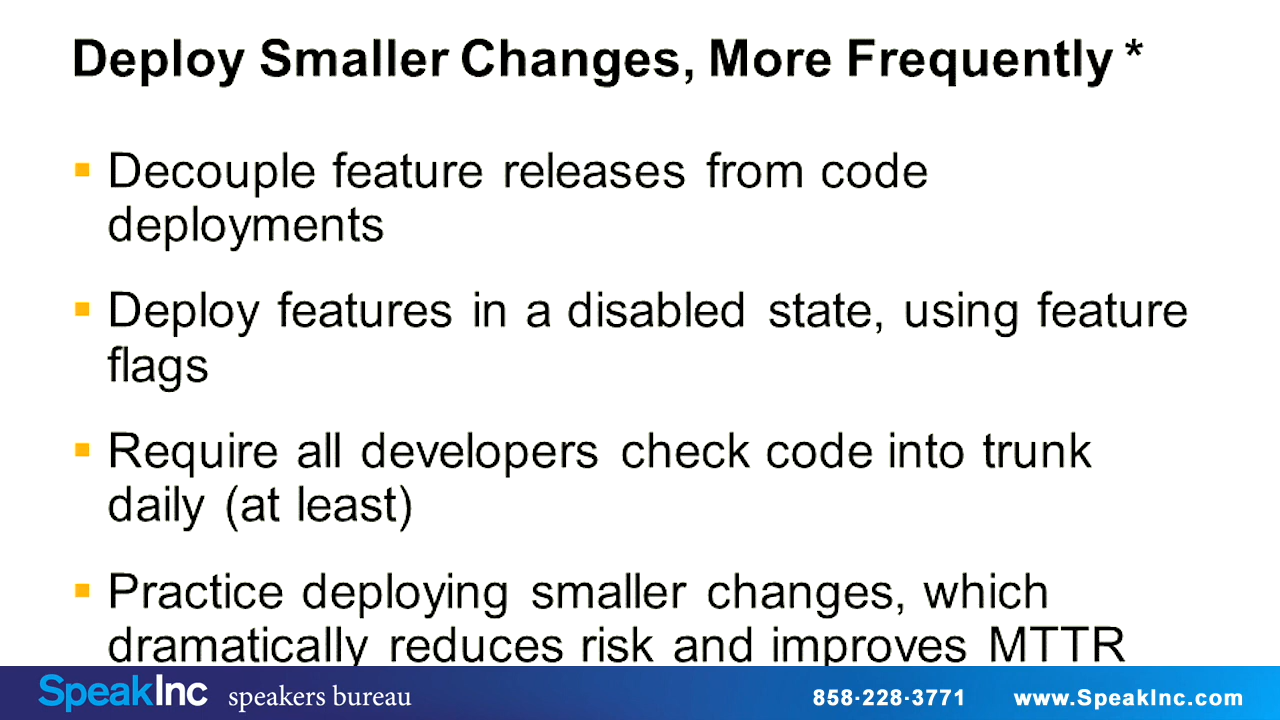 Deploy Smaller Changes, More Frequently *
▪ Decouple feature releases from code
deployments
▪ Deploy features in a disabled state, using feature
flags
▪ Require all developers check code into trunk
daily (at least)
▪ Practice deploying smaller changes, which
dramatically reduces risk and improves MTTR
SpeakInc speakers bureau 858·228·3771 www.SpeakInc.com